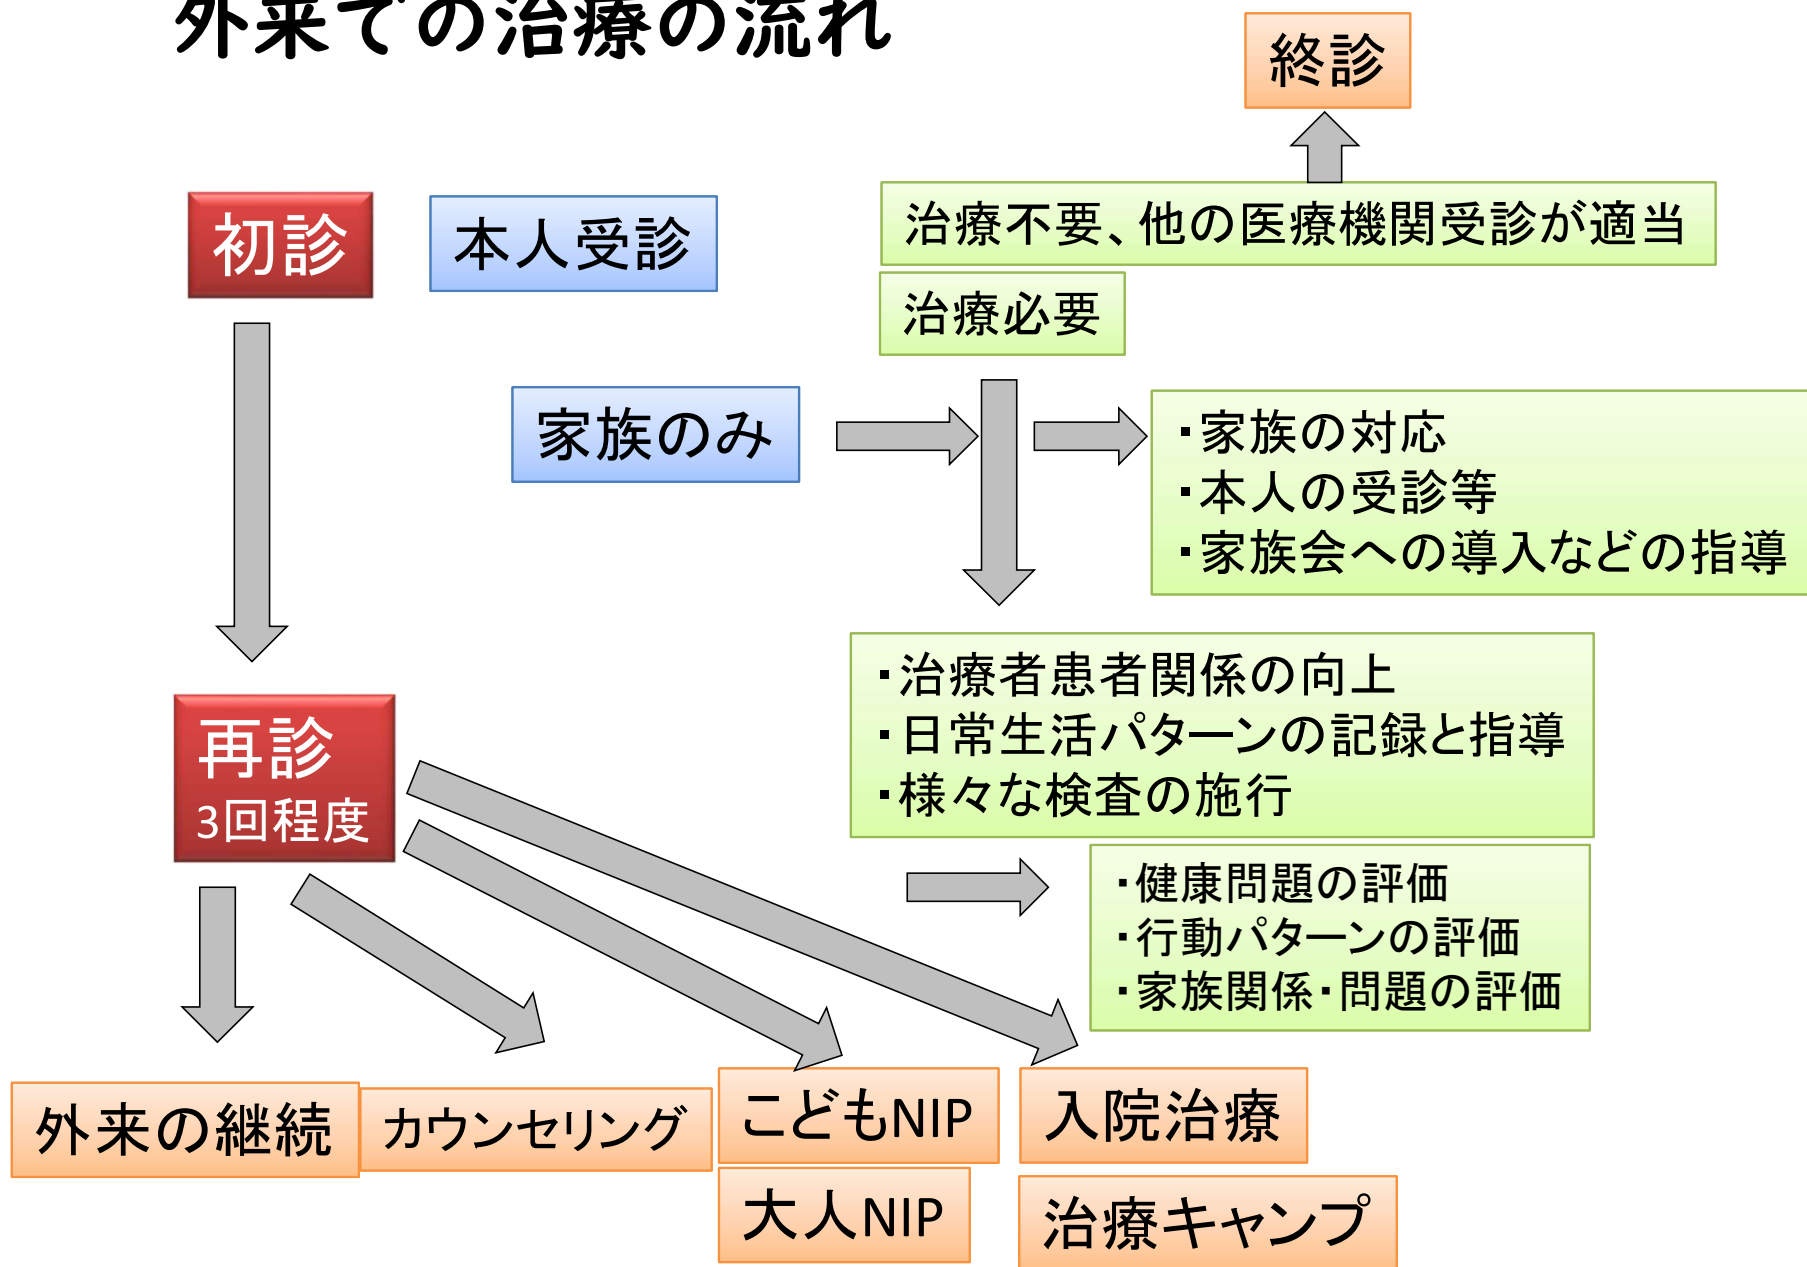 外来での治療の流れ
終診
初診
本人受診
治療不要、他の医療機関受診が適当
治療必要
家族のみ
・家族の対応
・本人の受診等
・家族会への導入などの指導
・治療者患者関係の向上
・日常生活パターンの記録と指導
・様々な検査の施行
再診
3回程度
・健康問題の評価
・行動パターンの評価
・家族関係・問題の評価
外来の継続
カウンセリング
こどもNIP
入院治療
大人NIP
治療キャンプ